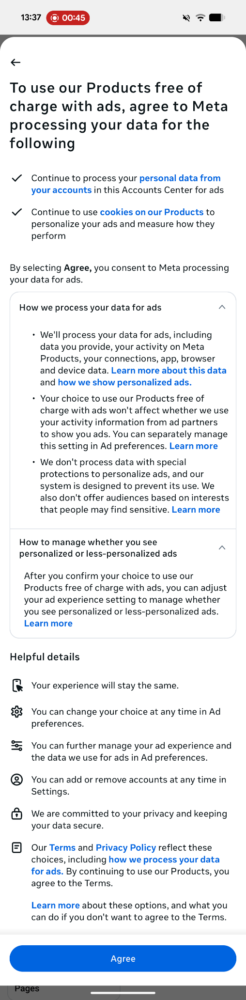 13:37 00:45
To use our Products free of
charge with ads, agree to Meta
processing your data for the
following
Continue to process your personal data from
your accounts in this Accounts Center for ads
Continue to use cookies on our Products to
personalize your ads and measure how they
perform
By selecting Agree, you consent to Meta processing
your data for ads.
How we process your data for ads
• We'll process your data for ads, including
data you provide, your activity on Meta
Products, your connections, app, browser
and device data. Learn more about this data
and how we show personalized ads.
• Your choice to use our Products free of
charge with ads won't affect whether we use
your activity information from ad partners
to show you ads. You can separately manage
this setting in Ad preferences. Learn more
• We don't process data with special
protections to personalize ads, and our
system is designed to prevent its use. We
also don't offer audiences based on interests
that people may find sensitive. Learn more
How to manage whether you see
personalized or less-personalized ads
After you confirm your choice to use our
Products free of charge with ads, you can adjust
your ad experience setting to manage whether
you see personalized or less-personalized ads.
Learn more
Helpful details
Your experience will stay the same.
You can change your choice at any time in Ad
preferences.
You can further manage your ad experience and
the data we use for ads in Ad preferences.
You can add or remove accounts at any time in
Settings.
We are committed to your privacy and keeping
your data secure.
Our Terms and Privacy Policy reflect these
choices, including how we process your data
for ads. By continuing to use our Products, you
agree to the Terms.
Learn more about these options, and what you
can do if you don't want to agree to the Terms.
Agree
Pages